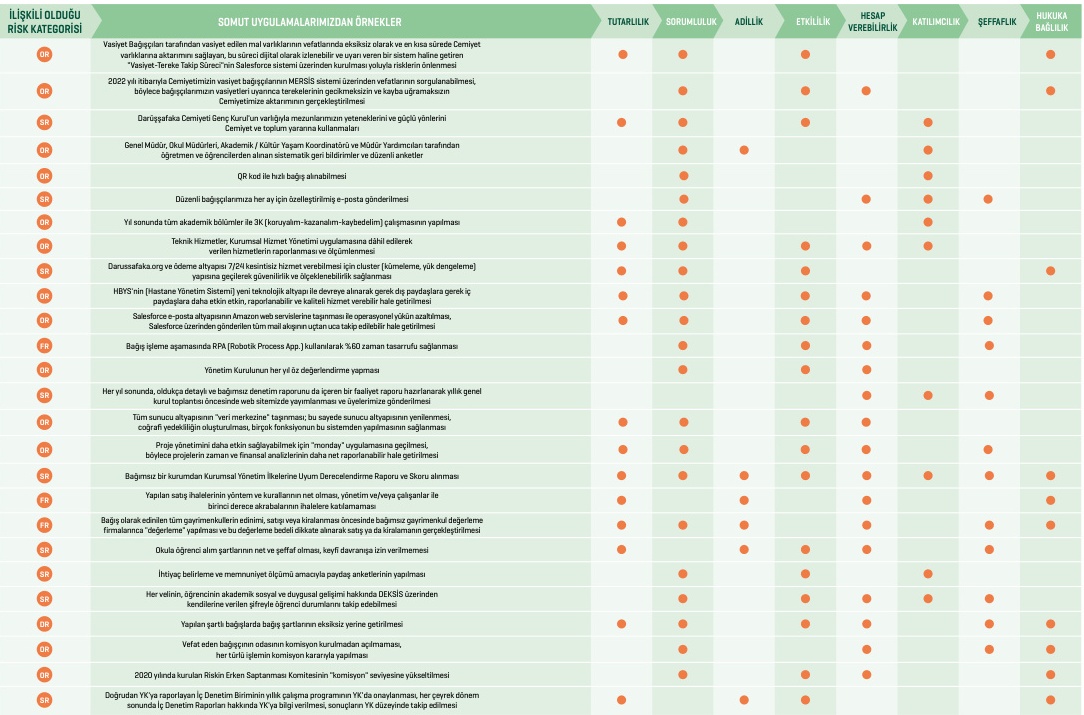 İLİŞKİLİ OLDUĞU
RİSK KATEGORİSİ
SOMUT UYGULAMALARIMIZDAN ÖRNEKLER
TUTARLILIK
SORUMLULUK
ADİLLİK
ETKİLİLİK
HESAP
VEREBİLİRLİK
KATILIMCILIK
ŞEFFAFLIK
HUKUKA
BAĞLILIK
OR
Vasiyet Bağışçıları tarafından vasiyet edilen mal varlıklarının vefatlarında eksiksiz olarak ve en kısa sürede Cemiyet
varlıklarına aktarımını sağlayan, bu süreci dijital olarak izlenebilir ve uyarı veren bir sistem haline getiren
"Vasiyet-Tereke Takip Süreci"nin Salesforce sistemi üzerinden kurulması yoluyla risklerin önlenmesi
OR
2022 yılı itibarıyla Cemiyetimizin vasiyet bağışçılarının MERSİS sistemi üzerinden vefatlarının sorgulanabilmesi,
böylece bağışçılarımızın vasiyetleri uyarınca terekelerinin gecikmeksizin ve kayba uğramaksızın
Cemiyetimize aktarımının gerçekleştirilmesi
SR
Darüşşafaka Cemiyeti Genç Kurul'un varlığıyla mezunlarımızın yeteneklerini ve güçlü yönlerini
Cemiyet ve toplum yararına kullanmaları
OR
Genel Müdür, Okul Müdürleri, Akademik / Kültür Yaşam Koordinatörü ve Müdür Yardımcıları tarafından
öğretmen ve öğrencilerden alınan sistematik geri bildirimler ve düzenli anketler
OR
QR kod ile hızlı bağış alınabilmesi
SR
Düzenli bağışçılarımıza her ay için özelleştirilmiş e-posta gönderilmesi
OR
Yıl sonunda tüm akademik bölümler ile 3K (koruyalım-kazanalım-kaybedelim) çalışmasının yapılması
OR
Teknik Hizmetler, Kurumsal Hizmet Yönetimi uygulamasına dâhil edilerek
verilen hizmetlerin raporlanması ve ölçümlenmesi
SR
Darussafaka.org ve ödeme altyapısı 7/24 kesintisiz hizmet verebilmesi için cluster (kümeleme, yük dengeleme)
yapısına geçilerek güvenilirlik ve ölçeklenebilirlik sağlanması
OR
HBYS'nin (Hastane Yönetim Sistemi) yeni teknolojik altyapı ile devreye alınarak gerek dış paydaşlara gerek iç
paydaşlara daha etkin etkin, raporlanabilir ve kaliteli hizmet verebilir hale getirilmesi
OR
Salesforce e-posta altyapısının Amazon web servislerine taşınması ile operasyonel yükün azaltılması,
Salesforce üzerinden gönderilen tüm mail akışının uçtan uca takip edilebilir hale getirilmesi
FR
Bağış işleme aşamasında RPA (Robotik Process App.) kullanılarak %60 zaman tasarrufu sağlanması
OR
Yönetim Kurulunun her yıl öz değerlendirme yapması
SR
Her yıl sonunda, oldukça detaylı ve bağımsız denetim raporunu da içeren bir faaliyet raporu hazırlanarak yıllık genel
kurul toplantısı öncesinde web sitemizde yayımlanması ve üyelerimize gönderilmesi
OR
Tüm sunucu altyapısının "veri merkezine" taşınması; bu sayede sunucu altyapısının yenilenmesi,
coğrafi yedekliliğin oluşturulması, birçok fonksiyonun bu sistemden yapılmasının sağlanması
OR
Proje yönetimini daha etkin sağlayabilmek için "monday" uygulamasına geçilmesi,
böylece projelerin zaman ve finansal analizlerinin daha net raporlanabilir hale getirilmesi
SR
Bağımsız bir kurumdan Kurumsal Yönetim İlkelerine Uyum Derecelendirme Raporu ve Skoru alınması
FR
Yapılan satış ihalelerinin yöntem ve kurallarının net olması, yönetim ve/veya çalışanlar ile
birinci derece akrabalarının ihalelere katılamaması
FR
Bağış olarak edinilen tüm gayrimenkullerin edinimi, satışı veya kiralanması öncesinde bağımsız gayrimenkul değerleme
firmalarınca "değerleme" yapılması ve bu değerleme bedeli dikkate alınarak satış ya da kiralamanın gerçekleştirilmesi
SR
Okula öğrenci alım şartlarının net ve şeffaf olması, keyfî davranışa izin verilmemesi
SR
İhtiyaç belirleme ve memnuniyet ölçümü amacıyla paydaş anketlerinin yapılması
SR
Her velinin, öğrencinin akademik sosyal ve duygusal gelişimi hakkında DEKSİS üzerinden
kendilerine verilen şifreyle öğrenci durumlarını takip edebilmesi
OR
Yapılan şartlı bağışlarda bağış şartlarının eksiksiz yerine getirilmesi
OR
Vefat eden bağışçının odasının komisyon kurulmadan açılmaması,
her türlü işlemin komisyon kararıyla yapılması
OR
2020 yılında kurulan Riskin Erken Saptanması Komitesinin "komisyon" seviyesine yükseltilmesi
SR
Doğrudan YK'ya raporlayan İç Denetim Biriminin yıllık çalışma programının YK'da onaylanması, her çeyrek dönem
sonunda İç Denetim Raporları hakkında YK'ya bilgi verilmesi, sonuçların YK düzeyinde takip edilmesi